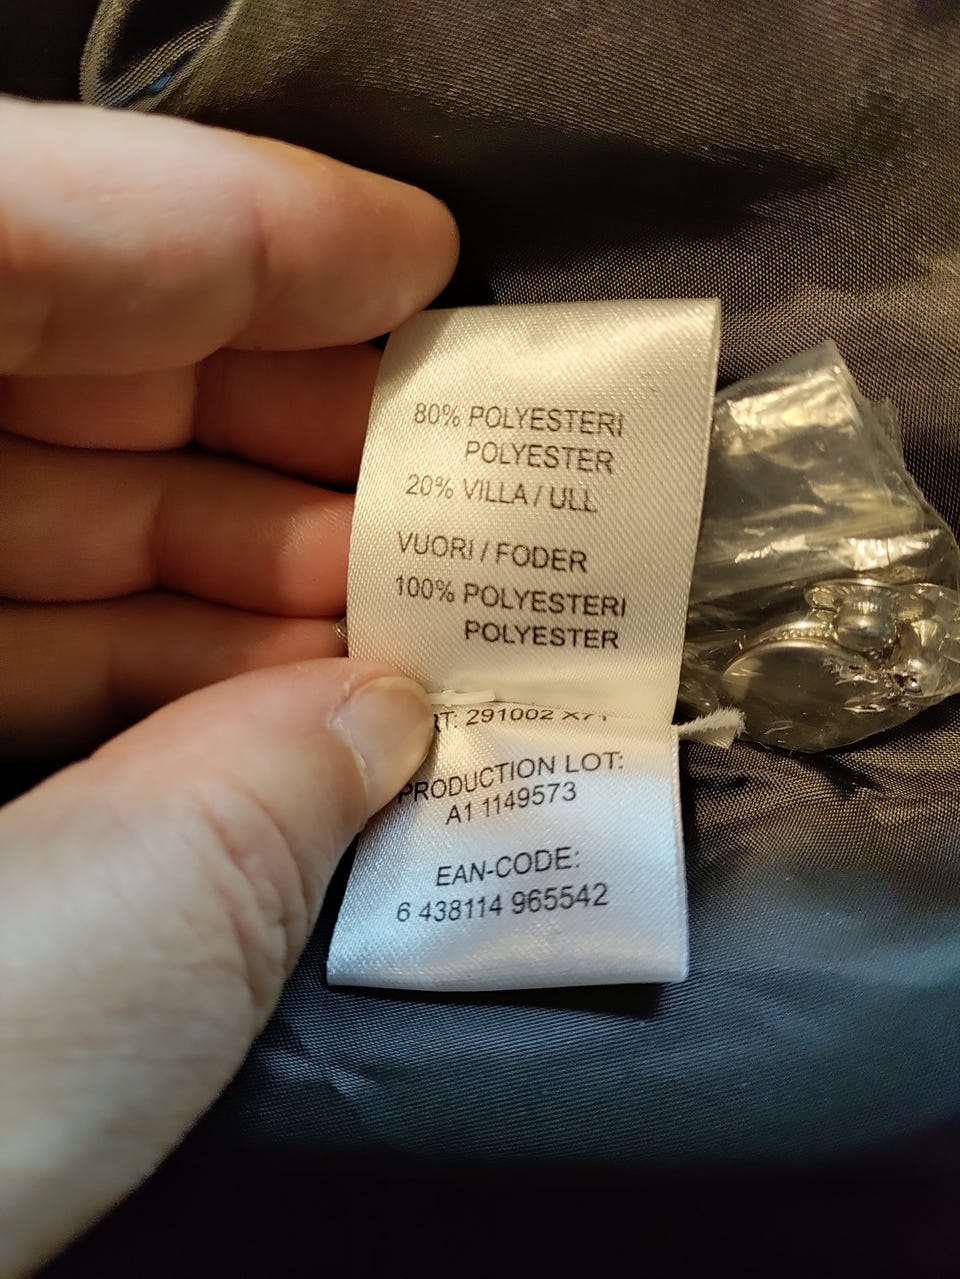 80% POLYESTERI
POLYESTER
20% VILLA / ULL
VUORI / FODER
100% POLYESTERI
POLYESTER
291002
PRODUCTION LOT:
A1 1149573
EAN-CODE:
6 438114 965542